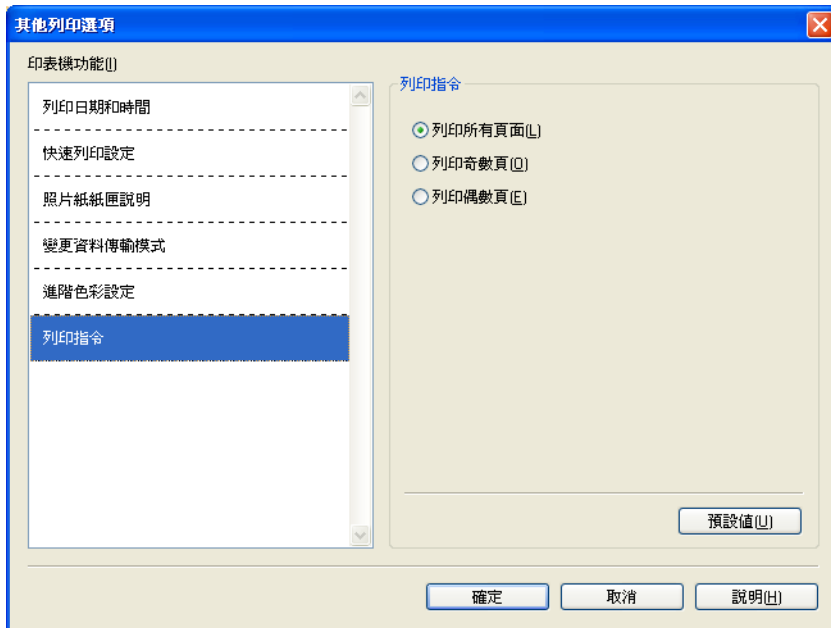 其他列印選項
印表機功能(I)
列印日期和時間
快速列印設定
照片紙紙匣說明
變更資料傳輸模式
進階色彩設定
列印指令
列印指令
列印所有頁面(L)
列印奇數頁(O)
列印偶數頁(E)
預設值(U)
確定 取消 說明(H)